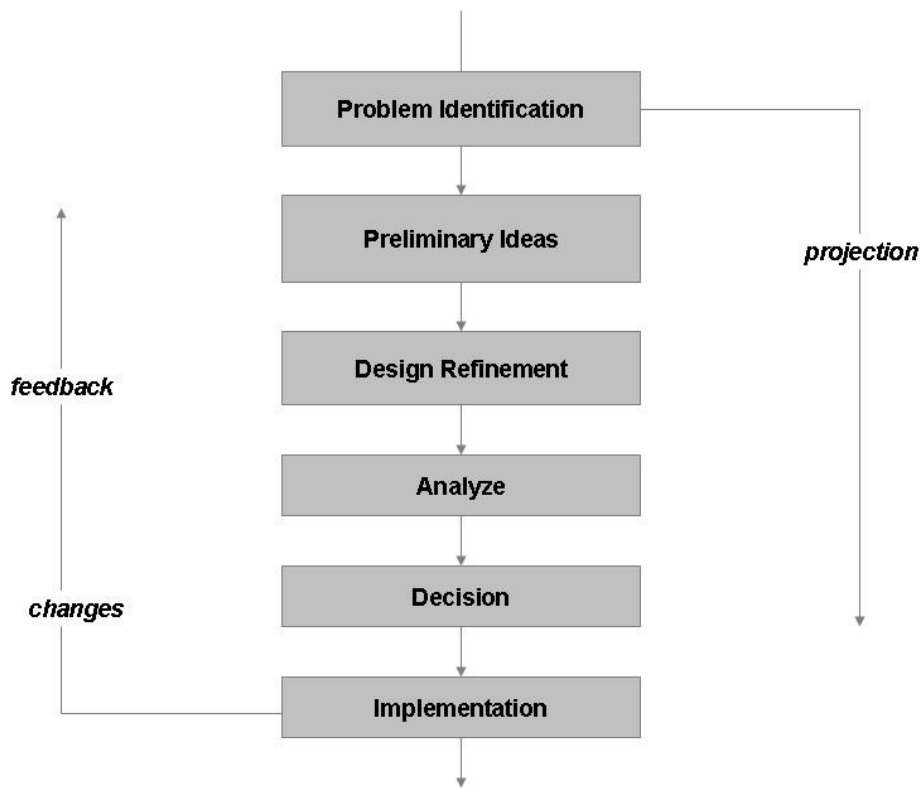 Problem Identification
Preliminary Ideas
projection
Design Refinement
feedback
Analyze
Decision
changes
Implementation